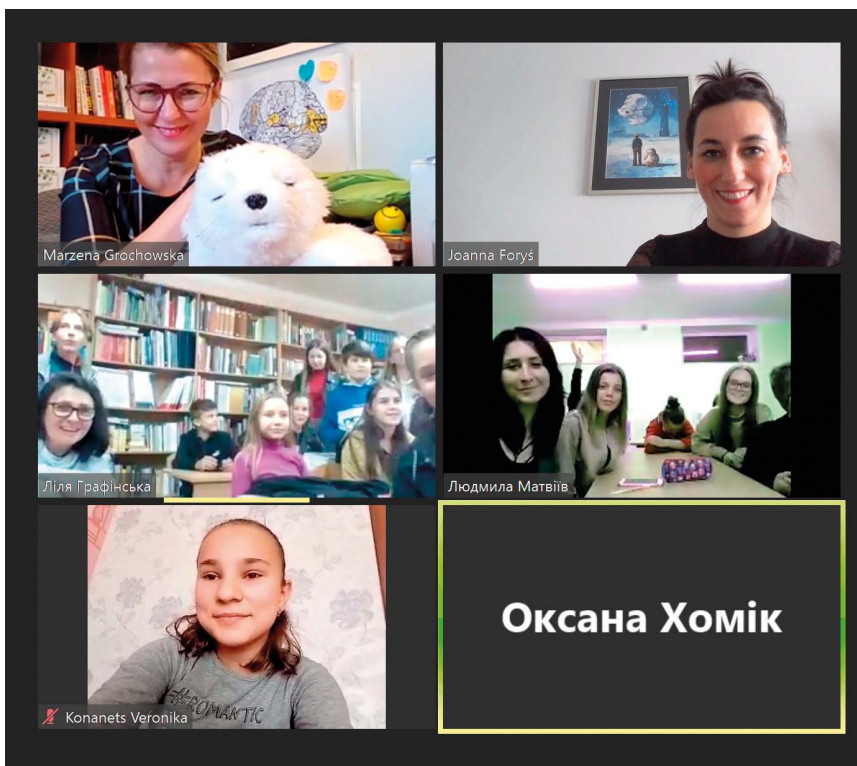 Marzena Grochowska
Joanna Foryś
Ліля Графінська
Людмила Матвіїв
#ROMANTIC
Konanets Veronika
Оксана Хомік